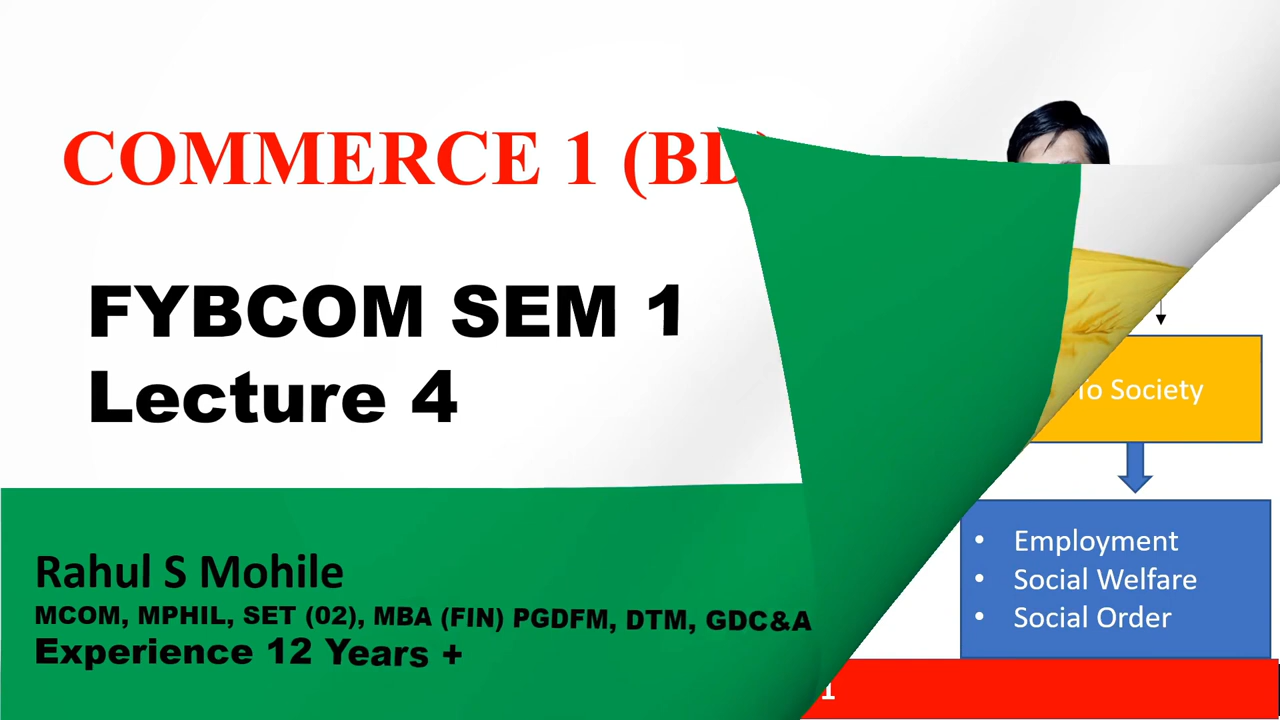 COMMERCE 1
FYBCOM SEM 1
Lecture 4
Rahul S Mohile
MCOM, MPHIL, SET (02), MBA (FIN) PGDFM, DTM, GDC&A
Experience 12 Years +
To Society
• Employment
• Social Welfare
• Social Order
1